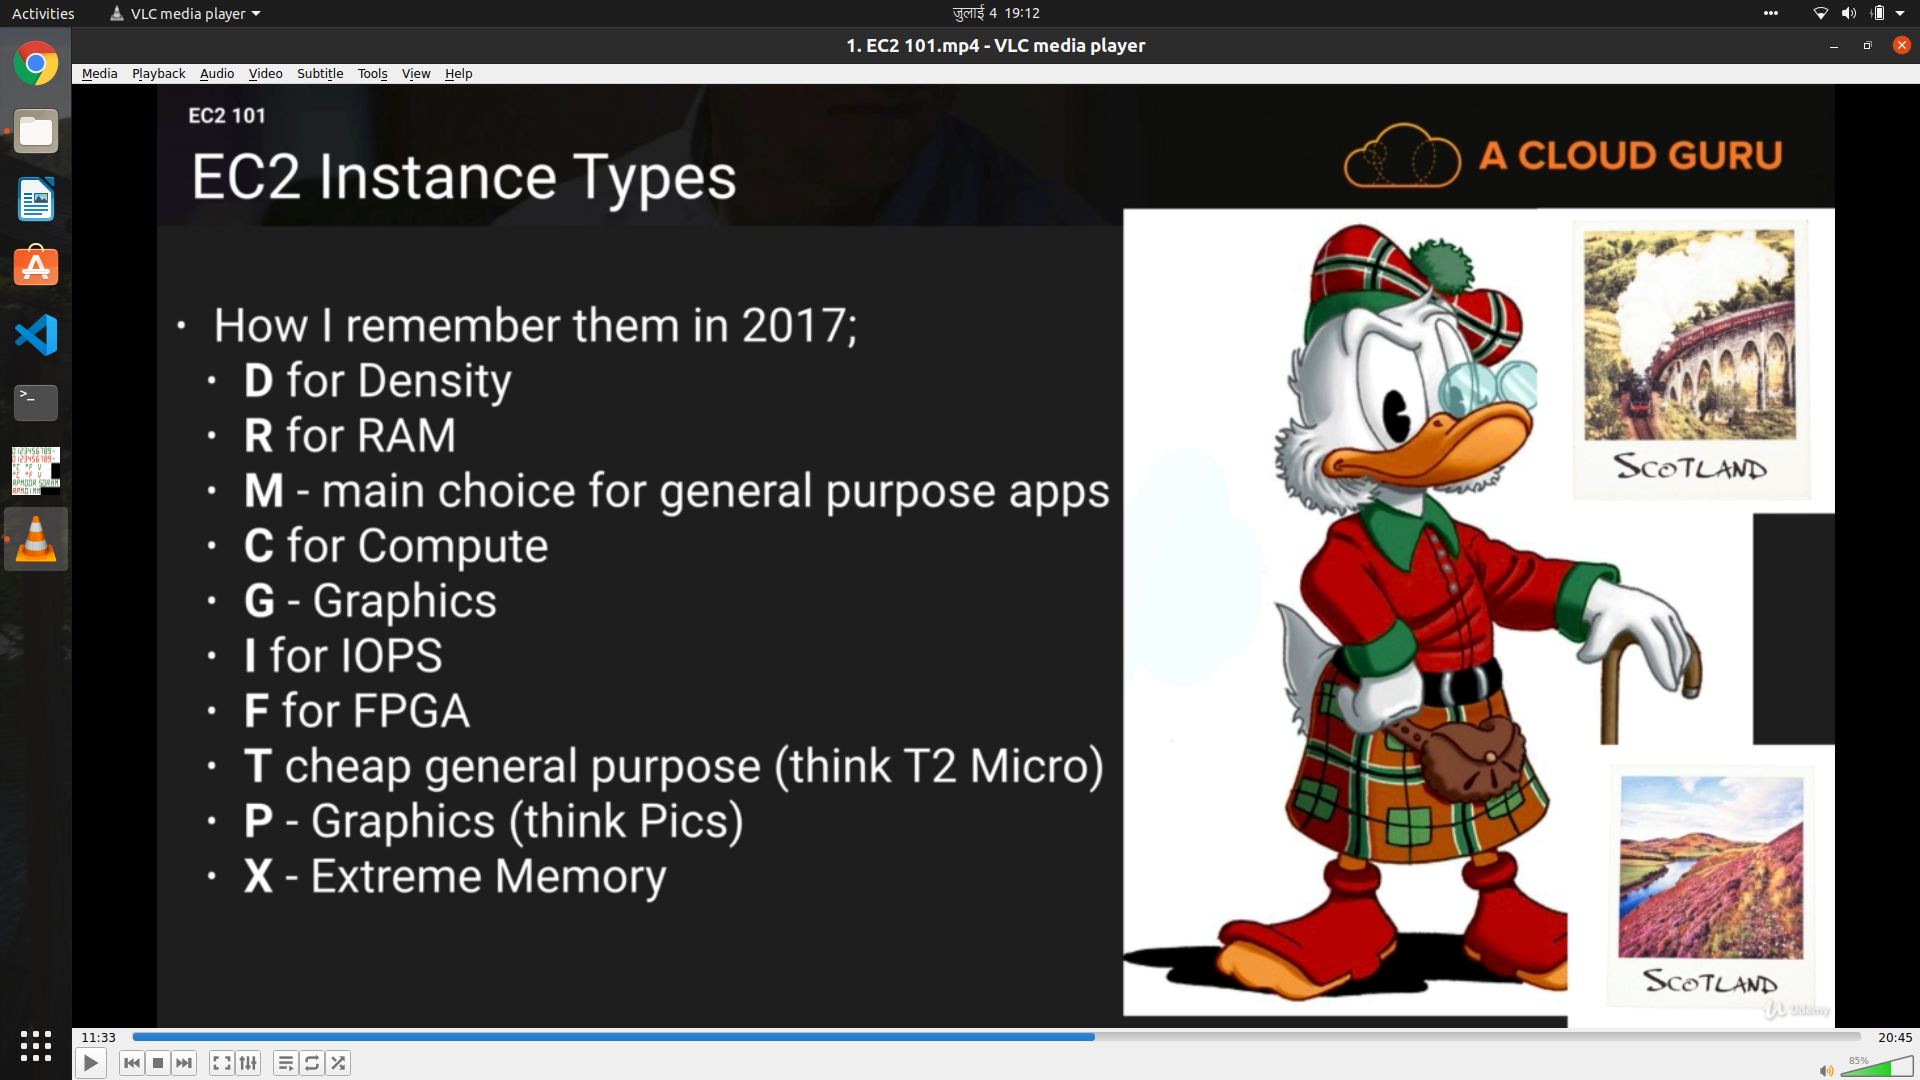 Activities
VLC media player
जुलाई 4 19:12
1. EC2 101.mp4 - VLC media player
Media Playback Audio Video Subtitle Tools View Help
EC2 101
EC2 Instance Types
A CLOUD GURU
• How I remember them in 2017;
• D for Density
• R for RAM
• M - main choice for general purpose apps
• C for Compute
• G - Graphics
• I for IOPS
• F for FPGA
• T cheap general purpose (think T2 Micro)
• P - Graphics (think Pics)
• X - Extreme Memory
SCOTLAND
SCOTLAND
Udemy
11:33
20:45
85%